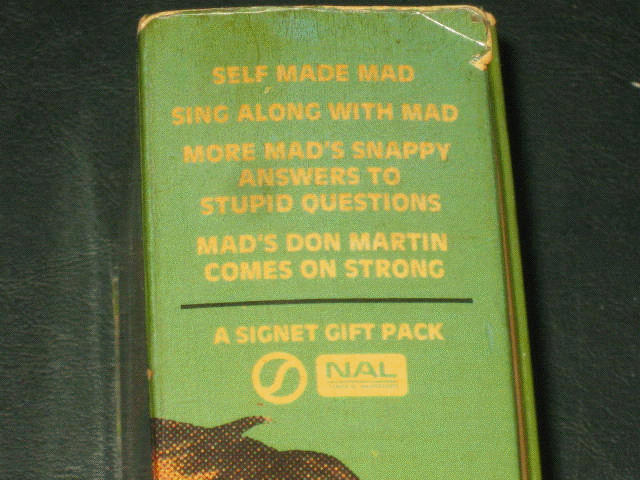 SELF MADE MAD
SING ALONG WITH MAD
MORE MAD'S SNAPPY
ANSWERS TO
STUPID QUESTIONS
MAD'S DON MARTIN
COMES ON STRONG
A SIGNET GIFT PACK
NAL